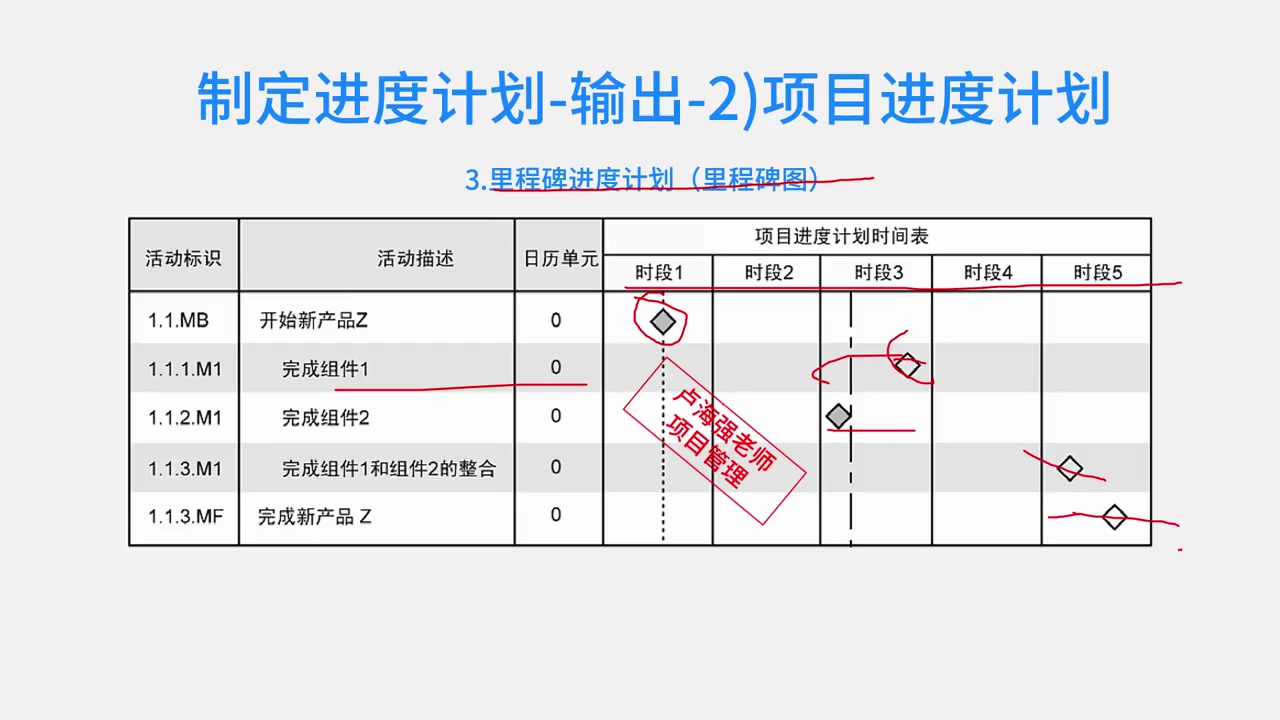 制定进度计划-输出-2)项目进度计划
3.里程碑进度计划（里程碑图）
活动标识 活动描述 日历单元 项目进度计划时间表
时段1 时段2 时段3 时段4 时段5
1.1.MB 开始新产品Z 0
1.1.1.M1 完成组件1 0
1.1.2.M1 完成组件2 0
1.1.3.M1 完成组件1和组件2的整合 0
1.1.3.MF 完成新产品 Z 0
卢海强老师
项目管理